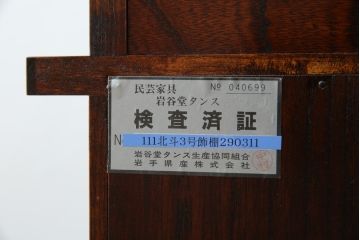 民芸家具 № 040699
岩谷堂タンス
検査済証
N 111北斗3号飾棚290311
岩谷堂タンス生産協同組合
岩手県産株式会社